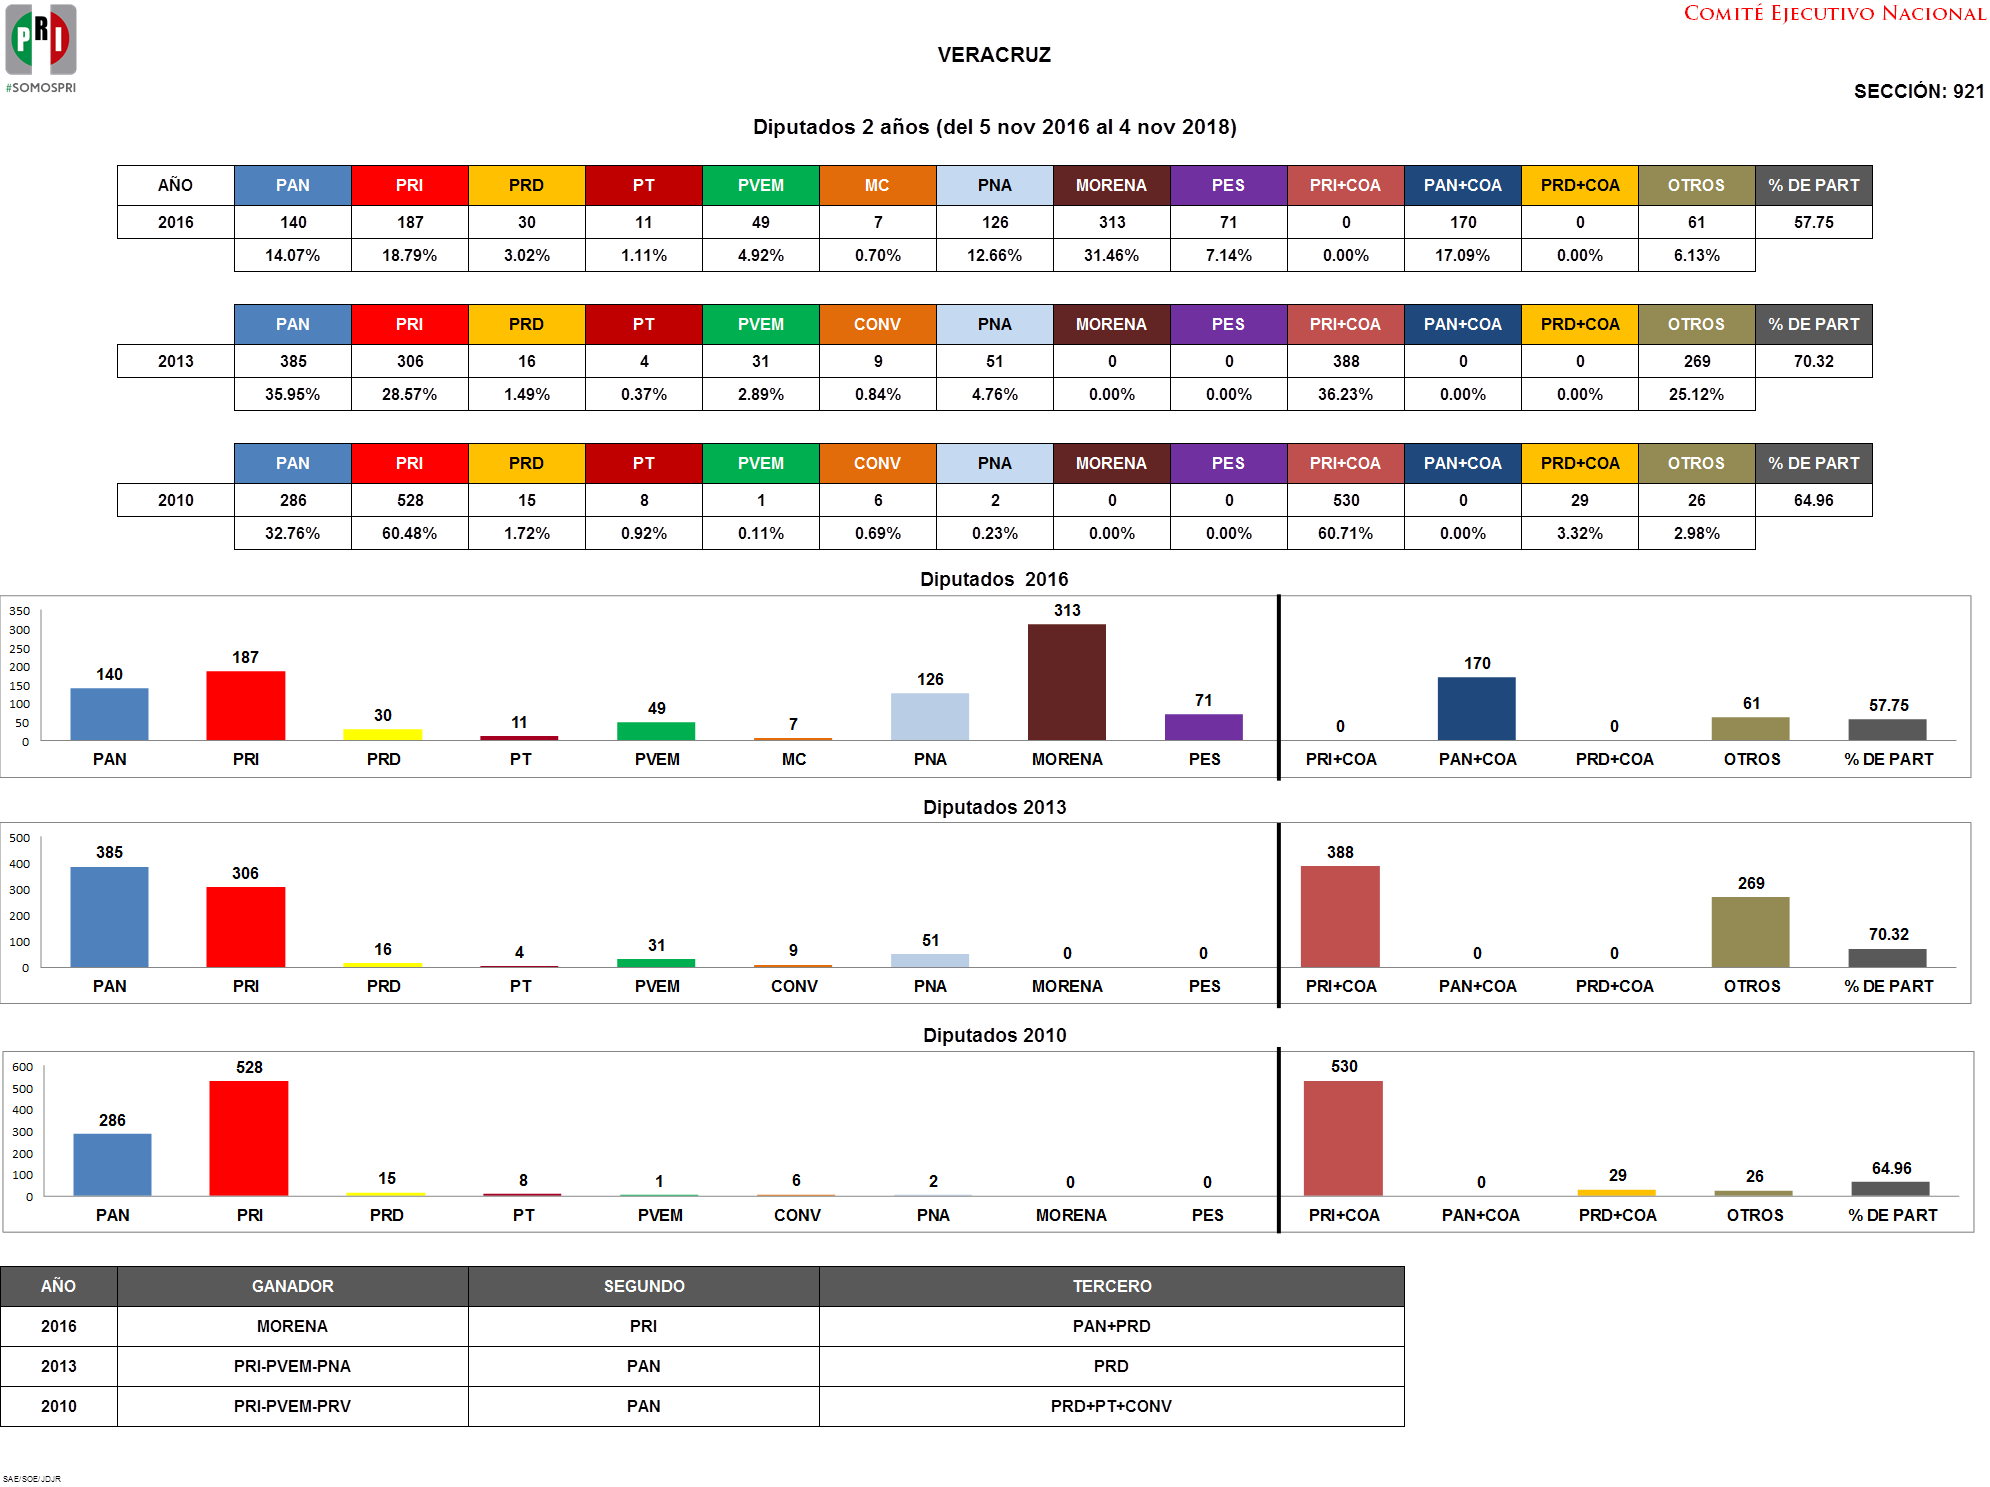 PRI
#SOMOSPRI
COMITÉ EJECUTIVO NACIONAL
VERACRUZ
SECCIÓN: 921
Diputados 2 años (del 5 nov 2016 al 4 nov 2018)
AÑO PAN PRI PRD PT PVEM MC PNA MORENA PES PRI+COA PAN+COA PRD+COA OTROS % DE PART
2016 140 187 30 11 49 7 126 313 71 0 170 0 61 57.75
14.07% 18.79% 3.02% 1.11% 4.92% 0.70% 12.66% 31.46% 7.14% 0.00% 17.09% 0.00% 6.13%
PAN PRI PRD PT PVEM CONV PNA MORENA PES PRI+COA PAN+COA PRD+COA OTROS % DE PART
2013 385 306 16 4 31 9 51 0 0 388 0 0 269 70.32
35.95% 28.57% 1.49% 0.37% 2.89% 0.84% 4.76% 0.00% 0.00% 36.23% 0.00% 0.00% 25.12%
PAN PRI PRD PT PVEM CONV PNA MORENA PES PRI+COA PAN+COA PRD+COA OTROS % DE PART
2010 286 528 15 8 1 6 2 0 0 530 0 29 26 64.96
32.76% 60.48% 1.72% 0.92% 0.11% 0.69% 0.23% 0.00% 0.00% 60.71% 0.00% 3.32% 2.98%
Diputados 2016
350
300
250
200
150
100
50
0
140 187 30 11 49 7 126 313 71 0 170 0 61 57.75
PAN PRI PRD PT PVEM MC PNA MORENA PES PRI+COA PAN+COA PRD+COA OTROS % DE PART
Diputados 2013
500
400
300
200
100
0
385 306 16 4 31 9 51 0 0 388 0 0 269 70.32
PAN PRI PRD PT PVEM CONV PNA MORENA PES PRI+COA PAN+COA PRD+COA OTROS % DE PART
Diputados 2010
600
500
400
300
200
100
0
286 528 15 8 1 6 2 0 0 530 0 29 26 64.96
PAN PRI PRD PT PVEM CONV PNA MORENA PES PRI+COA PAN+COA PRD+COA OTROS % DE PART
AÑO GANADOR SEGUNDO TERCERO
2016 MORENA PRI PAN+PRD
2013 PRI-PVEM-PNA PAN PRD
2010 PRI-PVEM-PRV PAN PRD+PT+CONV
SAE/SOE/JDJR